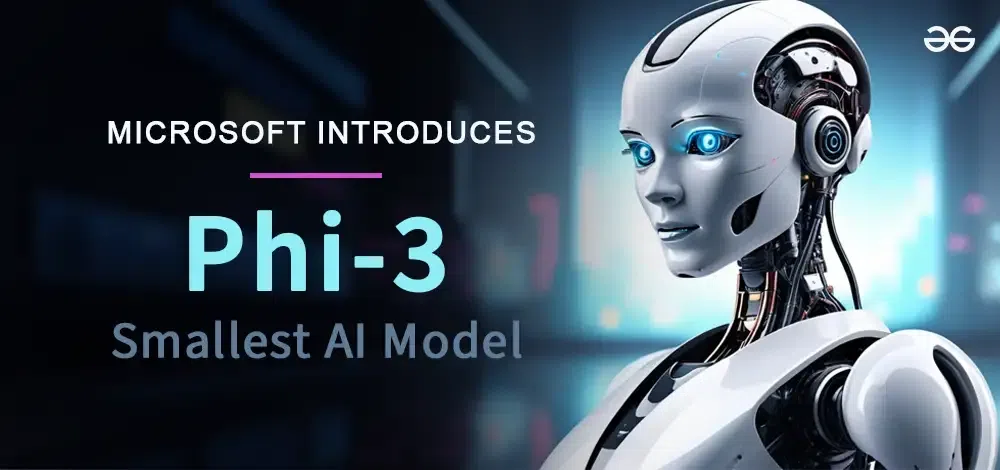 MICROSOFT INTRODUCES
Phi-3
Smallest AI Model